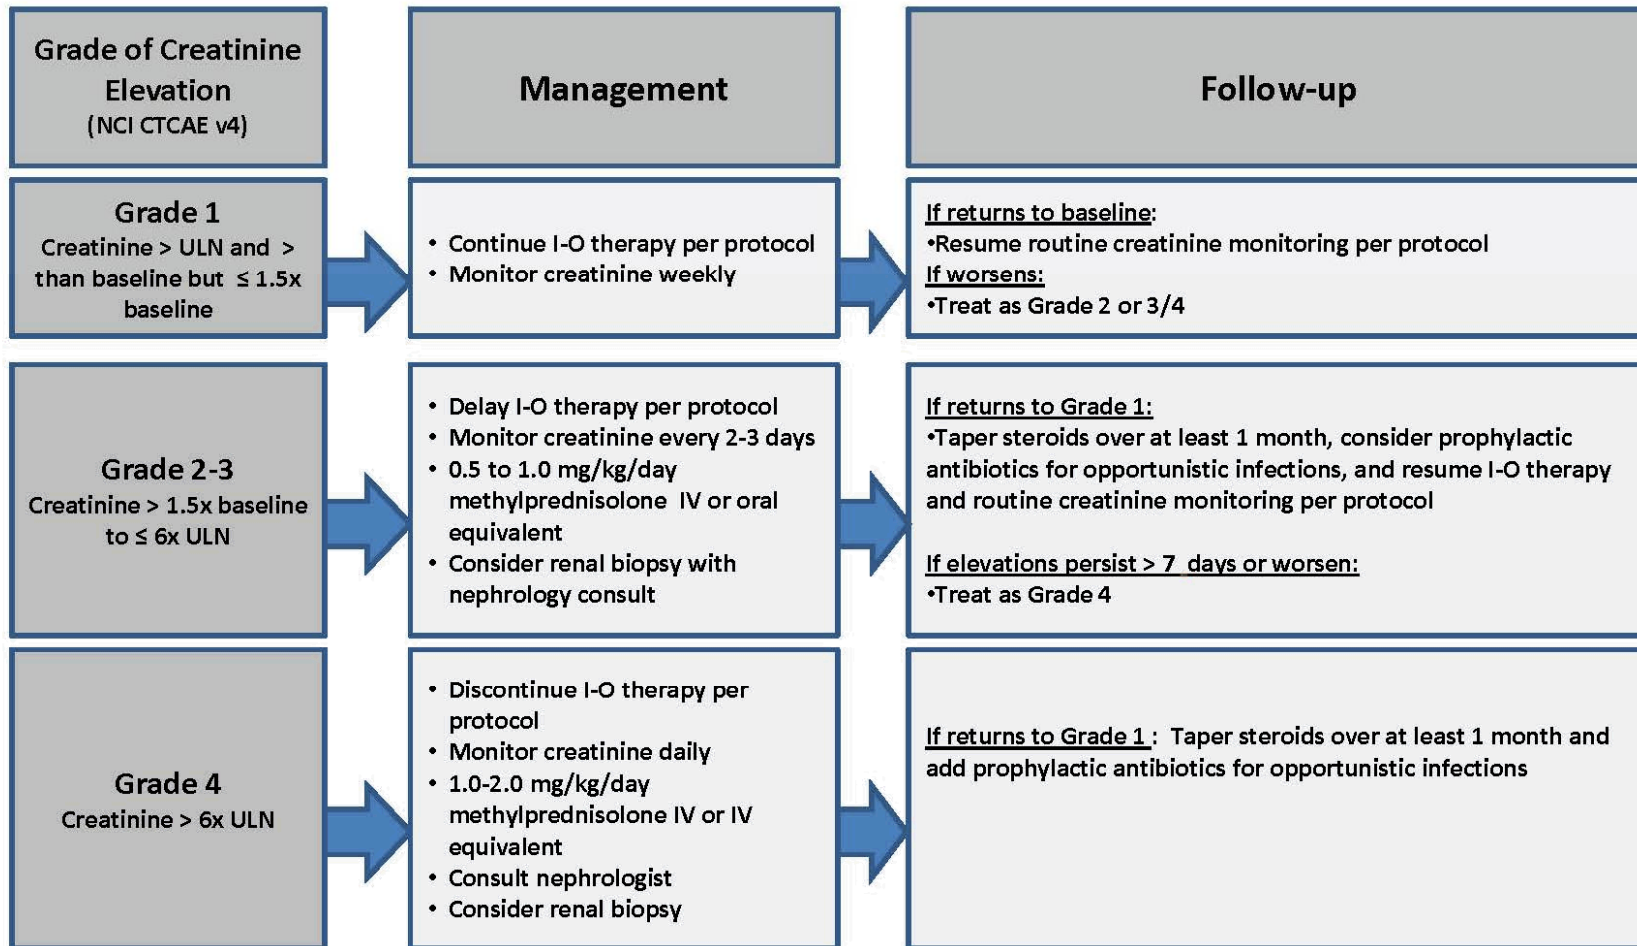 Grade of Creatinine
Elevation
(NCI CTCAE v4)
Management
Follow-up
Grade 1
Creatinine > ULN and >
than baseline but ≤ 1.5x
baseline
• Continue I-O therapy per protocol
• Monitor creatinine weekly
If returns to baseline:
•Resume routine creatinine monitoring per protocol
If worsens:
•Treat as Grade 2 or 3/4
Grade 2-3
Creatinine > 1.5x baseline
to ≤ 6x ULN
• Delay I-O therapy per protocol
• Monitor creatinine every 2-3 days
• 0.5 to 1.0 mg/kg/day
methylprednisolone IV or oral
equivalent
• Consider renal biopsy with
nephrology consult
If returns to Grade 1:
•Taper steroids over at least 1 month, consider prophylactic
antibiotics for opportunistic infections, and resume I-O therapy
and routine creatinine monitoring per protocol
If elevations persist > 7 days or worsen:
•Treat as Grade 4
Grade 4
Creatinine > 6x ULN
• Discontinue I-O therapy per
protocol
• Monitor creatinine daily
• 1.0-2.0 mg/kg/day
methylprednisolone IV or IV
equivalent
• Consult nephrologist
• Consider renal biopsy
If returns to Grade 1 : Taper steroids over at least 1 month and
add prophylactic antibiotics for opportunistic infections